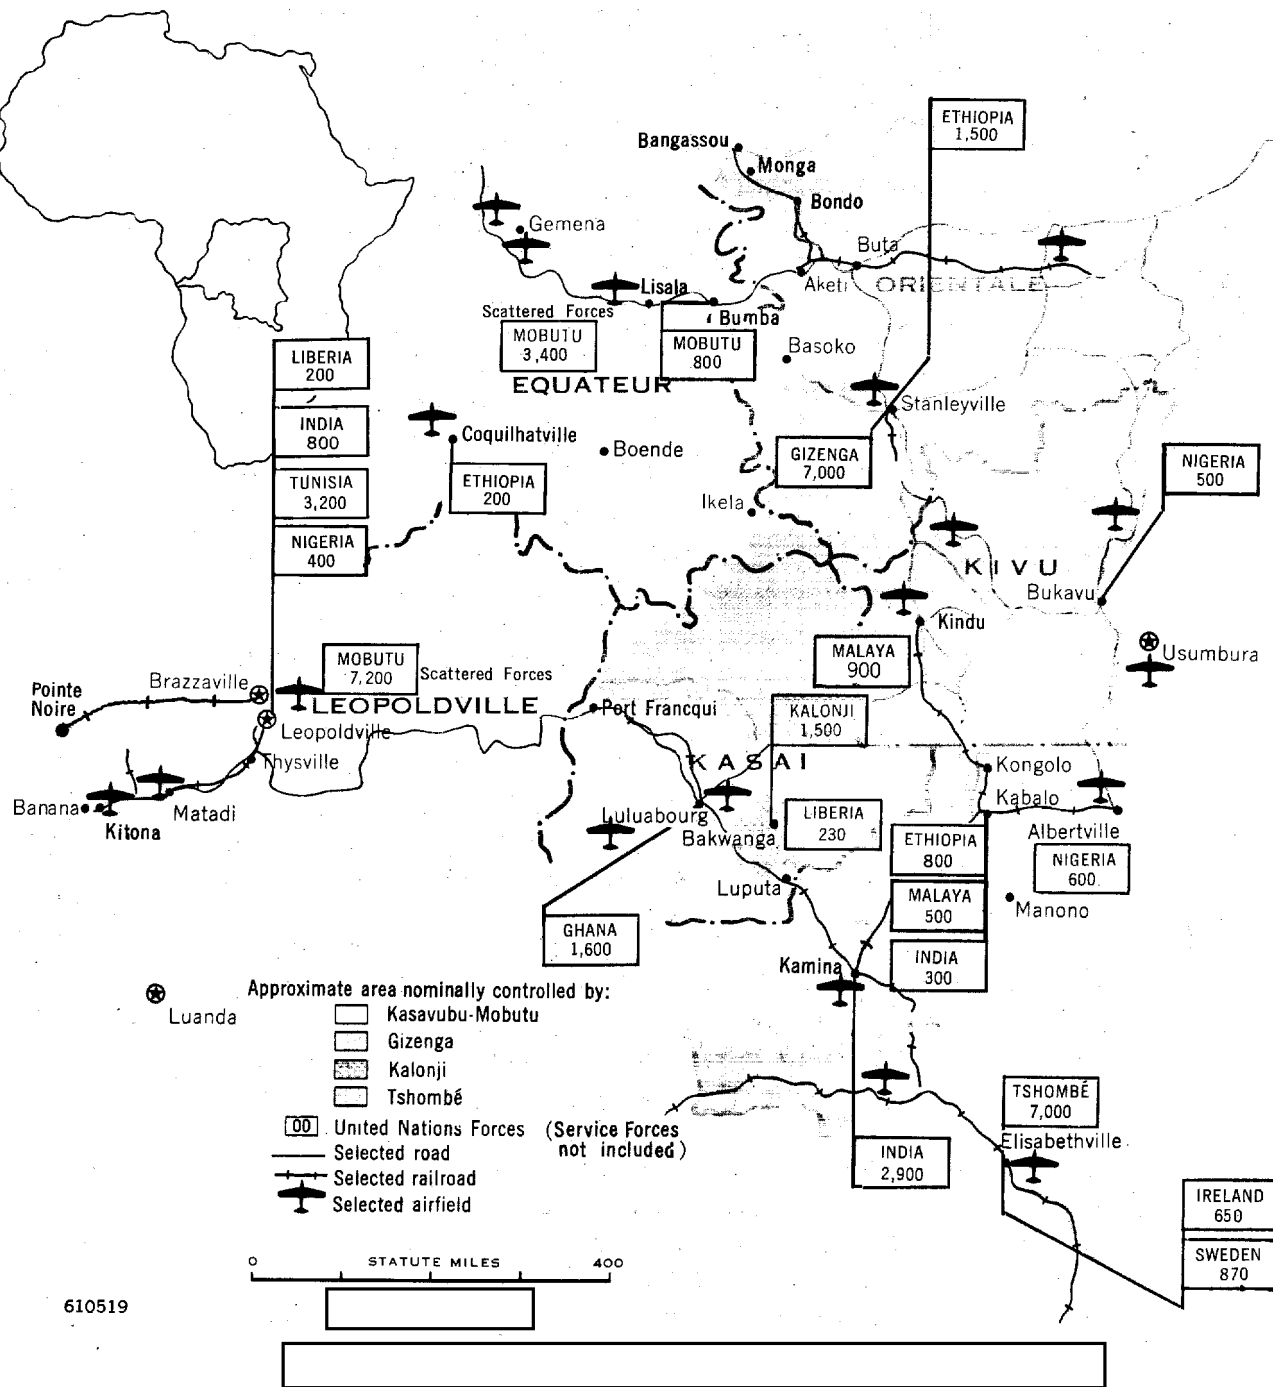 ETHIOPIA
1,500
Bangassou
Monga
Bondo
Gemena
Buta
Aketi
ORIENTALE
Lisala
Bumba
Scattered Forces
MOBUTU
3,400
MOBUTU
800
Basoko
EQUATEUR
LIBERIA
200
INDIA
800
TUNISIA
3,200
NIGERIA
400
Coquilhatville
ETHIOPIA
200
Boende
Stanleyville
GIZENGA
7,000
Ikela
NIGERIA
500
KIVU
Bukavu
Kindu
Usumbura
MALAYA
900
MOBUTU
7,200
Scattered Forces
Brazzaville
Pointe
Noire
LEOPOLDVILLE
Leopoldville
Thysville
Banana
Kitona
Matadi
Port Francqui
KALONJI
1,500
KASAI
Kongolo
Kabalo
Albertville
Luluabourg
Bakwanga
LIBERIA
230
ETHIOPIA
800
NIGERIA
600
Luputa
MALAYA
500
Manono
GHANA
1,600
INDIA
300
Kamina
Luanda
Approximate area nominally controlled by:
Kasavubu-Mobutu
Gizenga
Kalonji
Tshombé
00 United Nations Forces (Service Forces
not included)
Selected road
Selected railroad
Selected airfield
TSHOMBÉ
7,000
Elisabethville
INDIA
2,900
IRELAND
650
SWEDEN
870
0 STATUTE MILES 400
610519